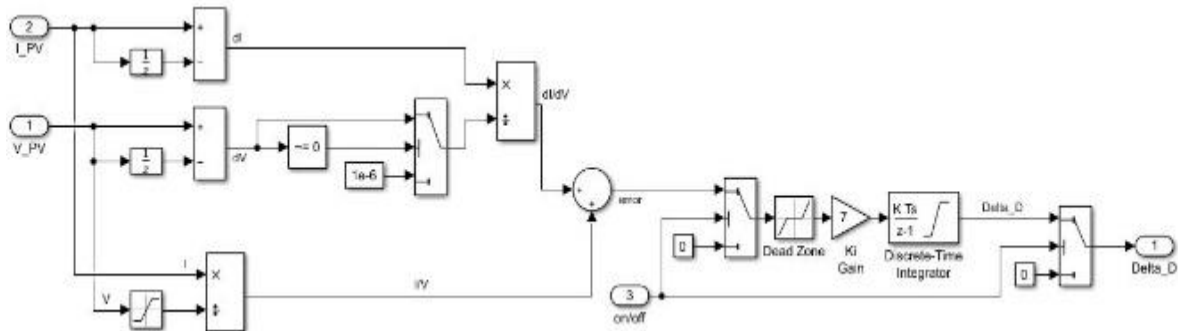 2
I_PV
1
z
+
−
dI
1
V_PV
1
z
+
−
dV
~= 0
1e-6
×
÷
dI/dV
+
+
error
I
V
×
÷
I/V
0
3
on/off
Dead Zone
7
Ki
Gain
K Ts
z-1
Discrete-Time
Integrator
Delta_D
0
1
Delta_D